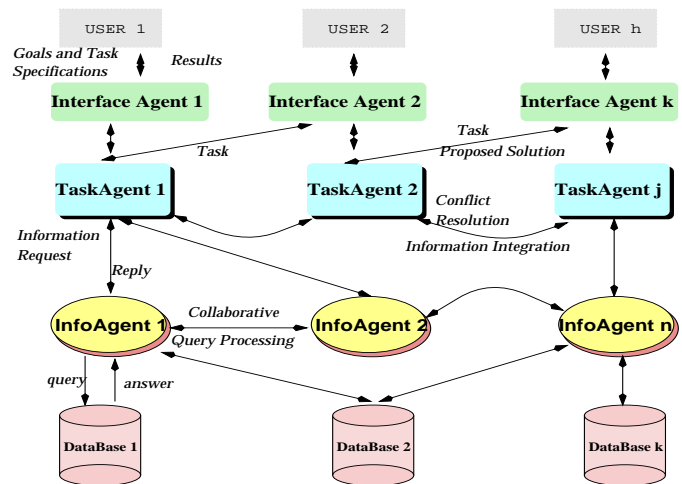 USER 1
USER 2
USER h
Goals and Task
Specifications
Results
Interface Agent 1
Interface Agent 2
Interface Agent k
Task
Task
Proposed Solution
TaskAgent 1
TaskAgent 2
TaskAgent j
Conflict
Resolution
Information
Request
Information Integration
Reply
InfoAgent 1
Collaborative
Query Processing
InfoAgent 2
InfoAgent n
query
answer
DataBase 1
DataBase 2
DataBase k